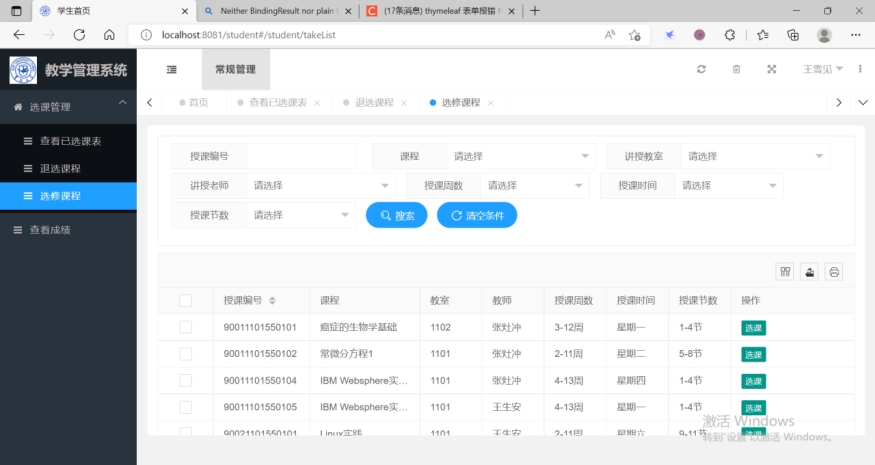 学生首页
Neither BindingResult nor plain
(17条消息) thymeleaf 表单报错
localhost:8081/student#/student/takeList
教学管理系统
常规管理
王雪见
选课管理
首页
查看已选课表
退选课程
选修课程
查看已选课表
退选课程
选修课程
查看成绩
授课编号
课程 请选择
讲授教室 请选择
讲授老师 请选择
授课周数 请选择
授课时间 请选择
授课节数 请选择
搜索
清空条件
授课编号 课程 教室 教师 授课周数 授课时间 授课节数 操作
90011101550101 癌症的生物学基础 1102 张灶冲 3-12周 星期一 1-4节 选课
90011101550102 常微分方程1 1101 张灶冲 2-11周 星期二 5-8节 选课
90011101550104 IBM Websphere实... 1101 张灶冲 4-13周 星期四 1-4节 选课
90011101550105 IBM Websphere实... 1101 王生安 4-13周 星期一 1-4节 选课
90021101550101 Linux实践 1101 王生安 2-11周 星期六 9-11节 选课
激活 Windows
转到"设置"以激活 Windows。